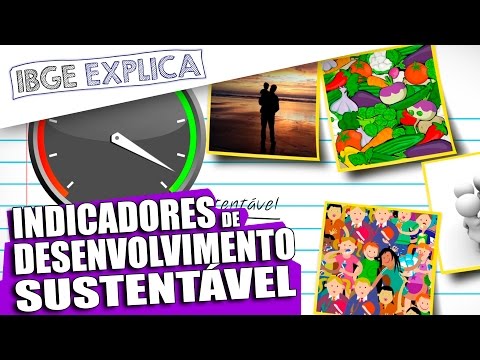 IBGE EXPLICA
INDICADORES DE
DESENVOLVIMENTO
SUSTENTÁVEL